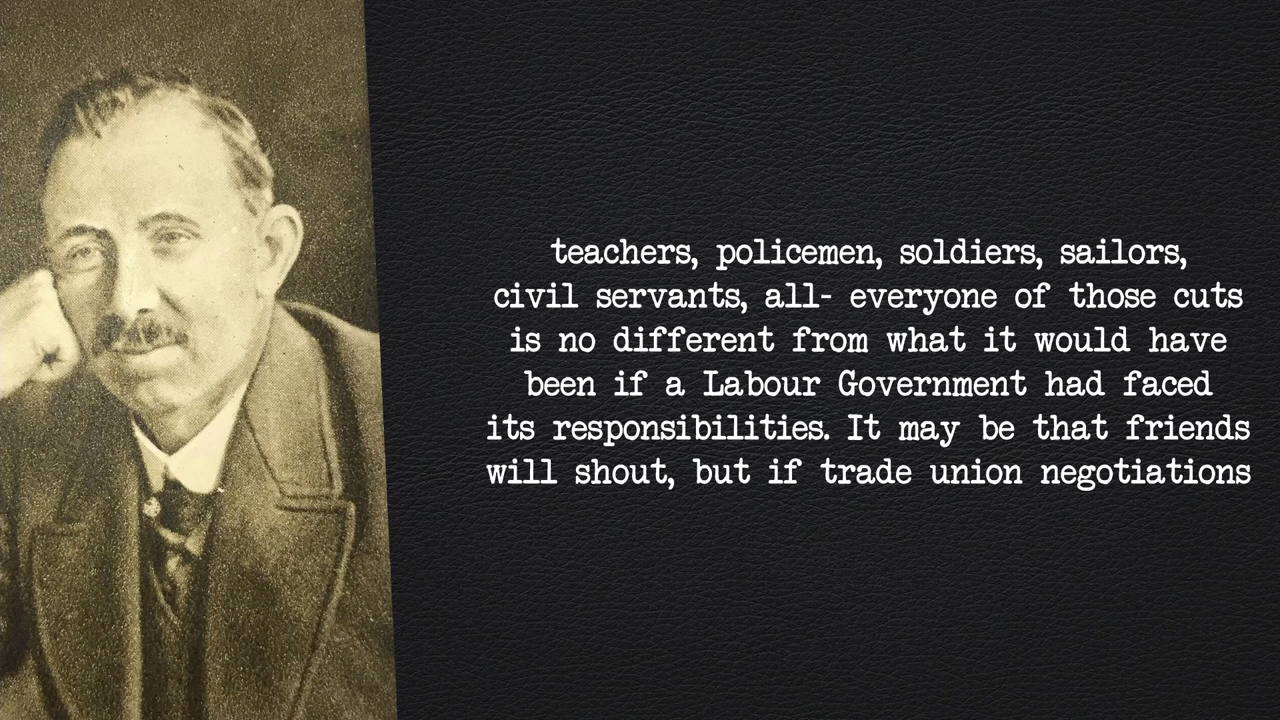 teachers, policemen, soldiers, sailors,
civil servants, all- everyone of those cuts
is no different from what it would have
been if a Labour Government had faced
its responsibilities. It may be that friends
will shout, but if trade union negotiations